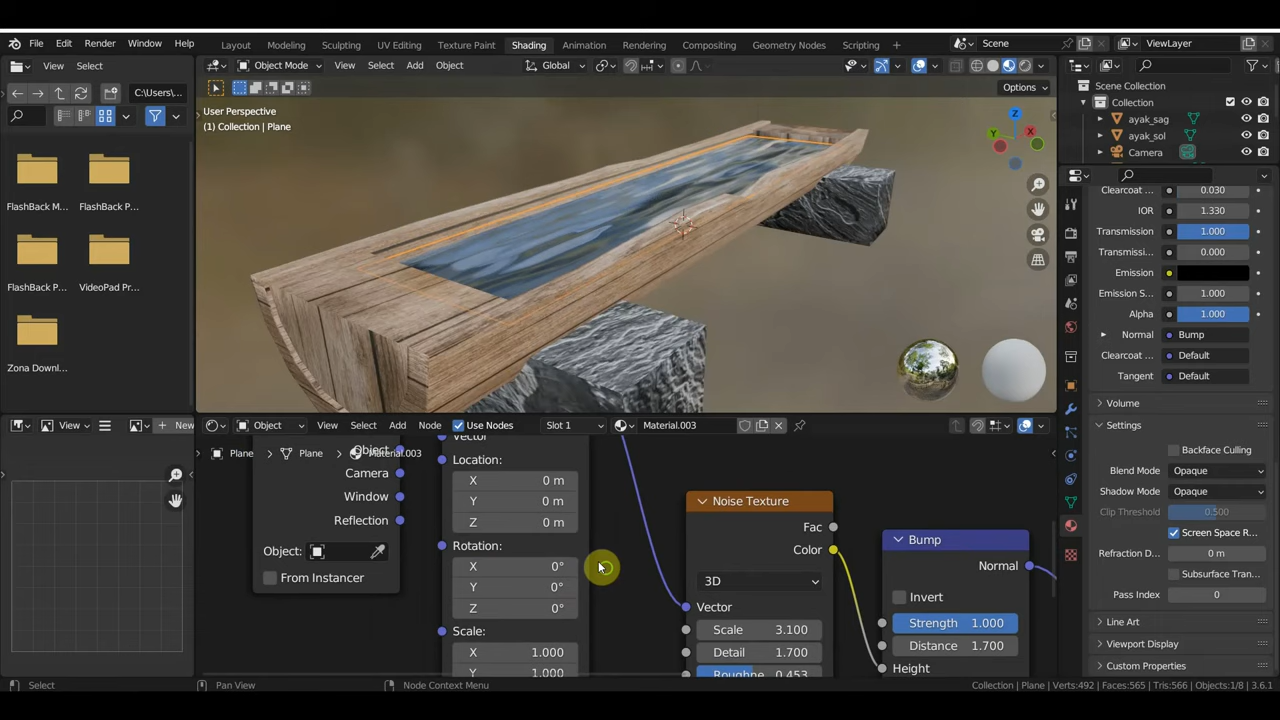 File Edit Render Window Help
Layout Modeling Sculpting UV Editing Texture Paint Shading Animation Rendering Compositing Geometry Nodes Scripting +
Scene
ViewLayer
View Select
Object Mode View Select Add Object
Global
C:\Users\...
Options
User Perspective
(1) Collection | Plane
Z
Y
X
FlashBack M...
FlashBack P...
FlashBack P...
VideoPad Pr...
Zona Downl...
Scene Collection
Collection
ayak_sag
ayak_sol
Camera
Clearcoat ... 0.030
IOR 1.330
Transmission 1.000
Transmissi... 0.000
Emission
Emission S... 1.000
Alpha 1.000
Normal Bump
Clearcoat ... Default
Tangent Default
Volume
Settings
Backface Culling
Blend Mode Opaque
Shadow Mode Opaque
Clip Threshold 0.500
Screen Space R...
Refraction D... 0 m
Subsurface Tran...
Pass Index 0
Line Art
Viewport Display
Custom Properties
View
New
Object View Select Add Node Use Nodes Slot 1 Material.003
Plane Plane Material.003
Object
Camera
Window
Reflection
Object:
From Instancer
Vector
Location:
X 0 m
Y 0 m
Z 0 m
Rotation:
X 0°
Y 0°
Z 0°
Scale:
X 1.000
Y 1.000
Noise Texture
Fac
Color
3D
Vector
Scale 3.100
Detail 1.700
Roughne 0.453
Bump
Normal
Invert
Strength 1.000
Distance 1.700
Height
Select
Pan View
Node Context Menu
Collection | Plane Verts:492 Faces:565 Tris:566 Objects:1/8 3.6.1